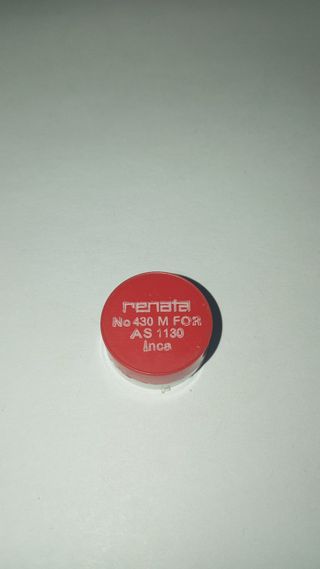 renata
No 430 M FOR
AS 1130
Inca